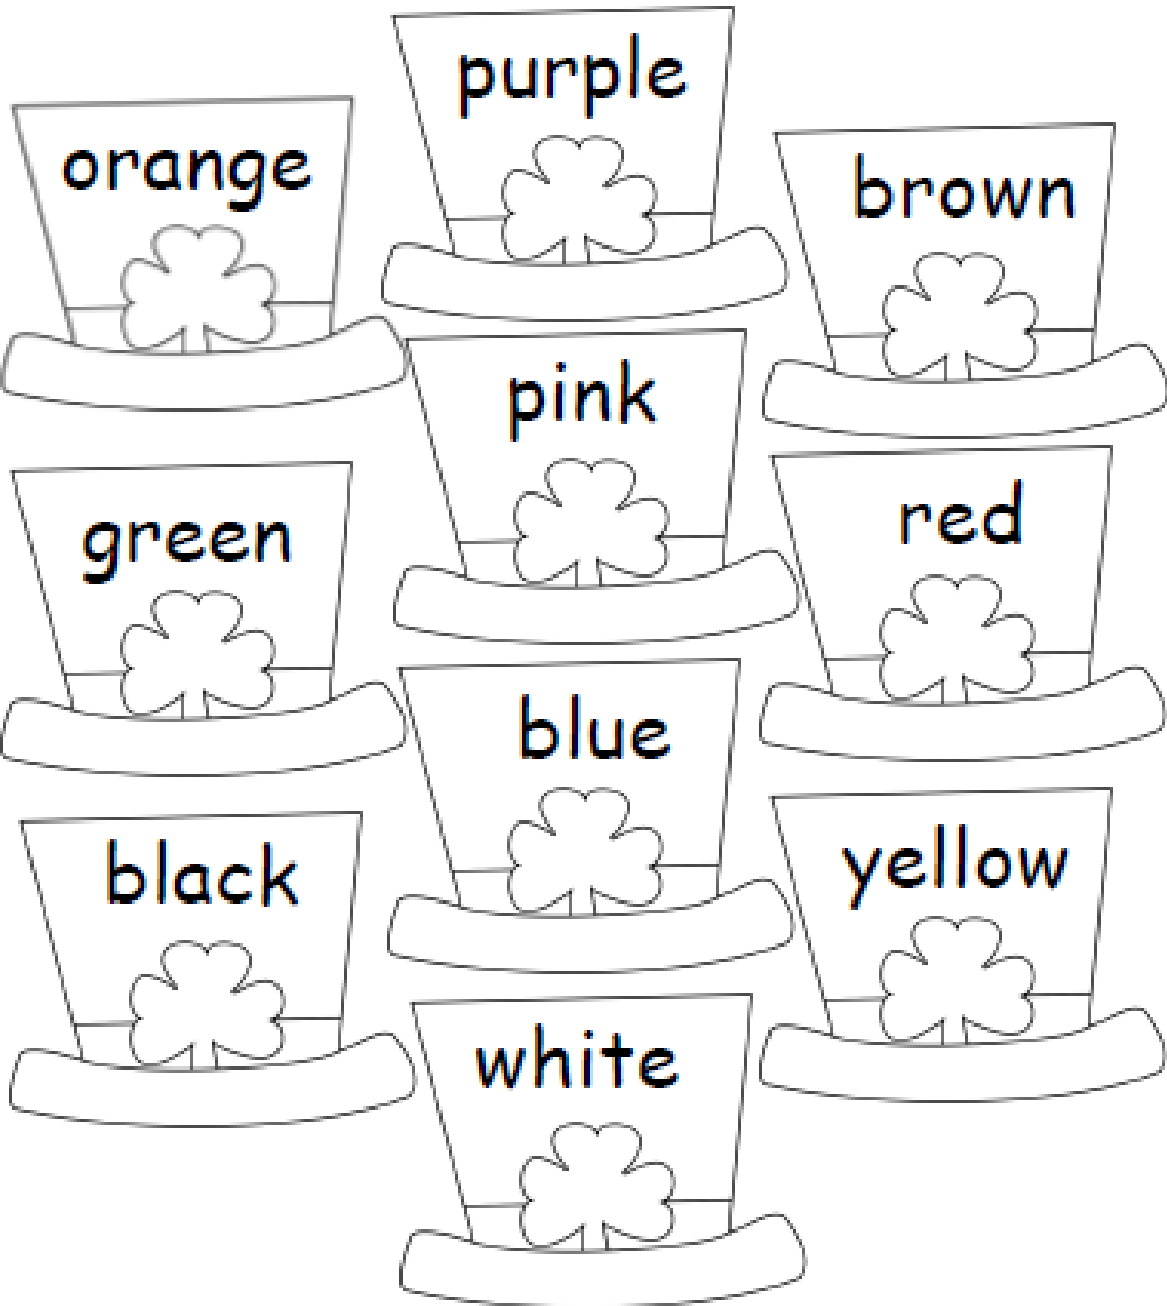 purple
orange
brown
pink
green
red
blue
black
yellow
white